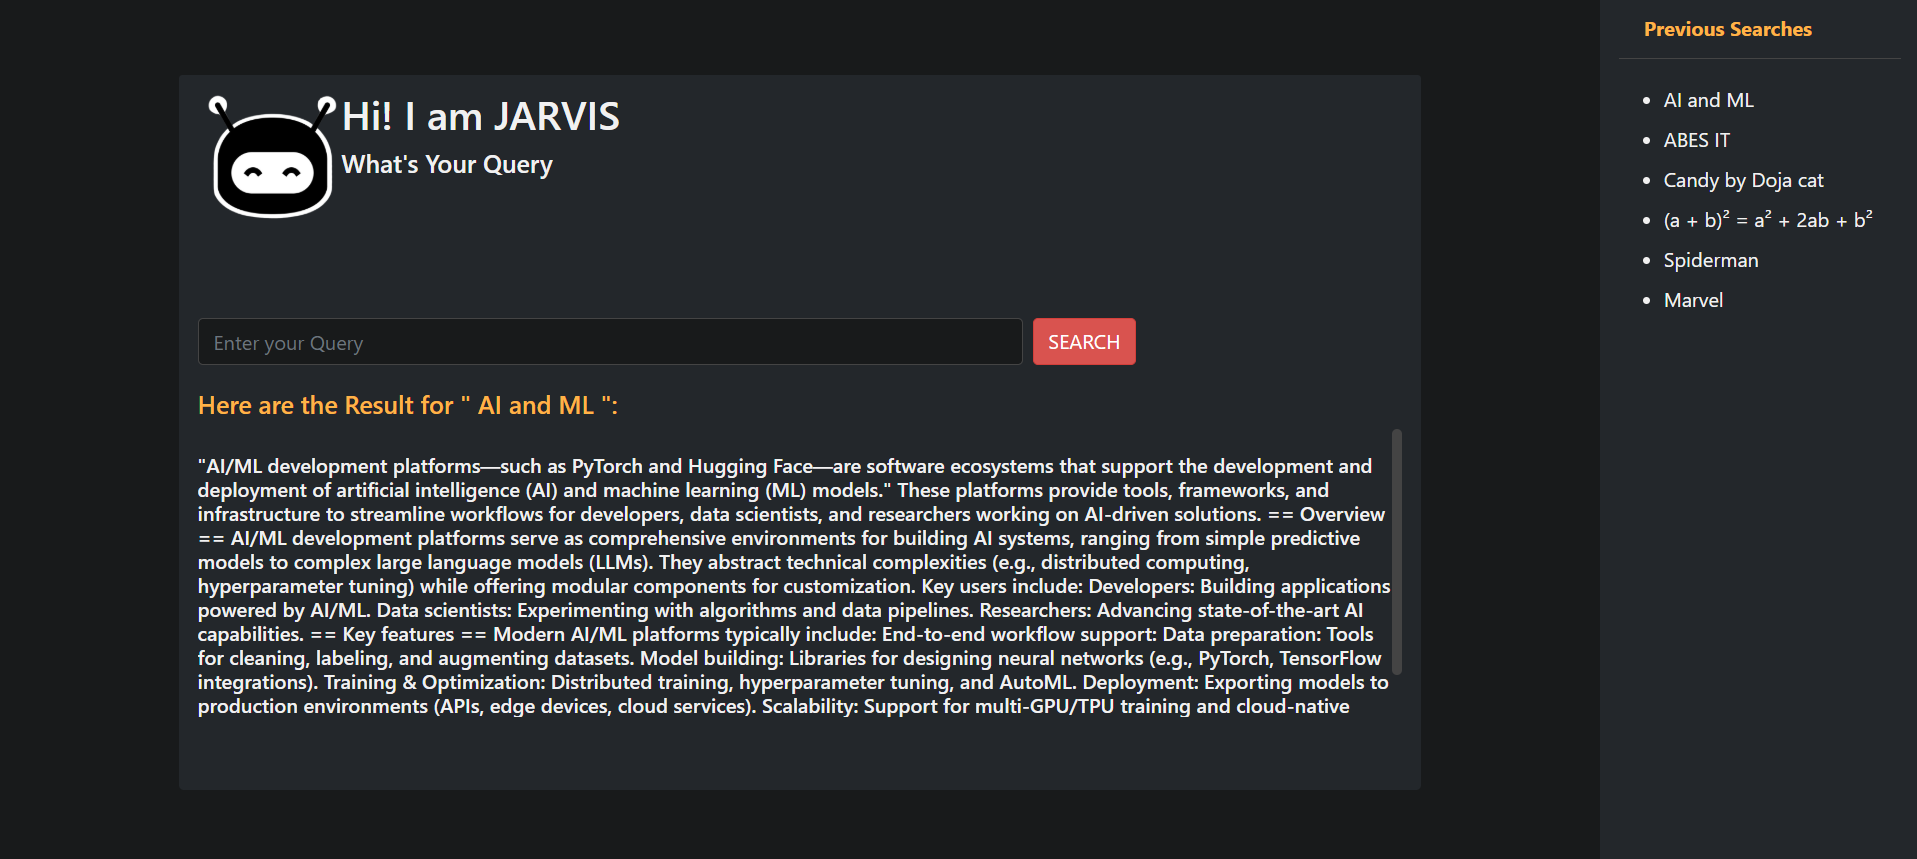 Hi! I am JARVIS
What's Your Query
Enter your Query
SEARCH
Here are the Result for " AI and ML ":
"AI/ML development platforms—such as PyTorch and Hugging Face—are software ecosystems that support the development and
deployment of artificial intelligence (AI) and machine learning (ML) models." These platforms provide tools, frameworks, and
infrastructure to streamline workflows for developers, data scientists, and researchers working on AI-driven solutions. == Overview
== AI/ML development platforms serve as comprehensive environments for building AI systems, ranging from simple predictive
models to complex large language models (LLMs). They abstract technical complexities (e.g., distributed computing,
hyperparameter tuning) while offering modular components for customization. Key users include: Developers: Building applications
powered by AI/ML. Data scientists: Experimenting with algorithms and data pipelines. Researchers: Advancing state-of-the-art AI
capabilities. == Key features == Modern AI/ML platforms typically include: End-to-end workflow support: Data preparation: Tools
for cleaning, labeling, and augmenting datasets. Model building: Libraries for designing neural networks (e.g., PyTorch, TensorFlow
integrations). Training & Optimization: Distributed training, hyperparameter tuning, and AutoML. Deployment: Exporting models to
production environments (APIs, edge devices, cloud services). Scalability: Support for multi-GPU/TPU training and cloud-native
Previous Searches
AI and ML
ABES IT
Candy by Doja cat
(a + b)² = a² + 2ab + b²
Spiderman
Marvel